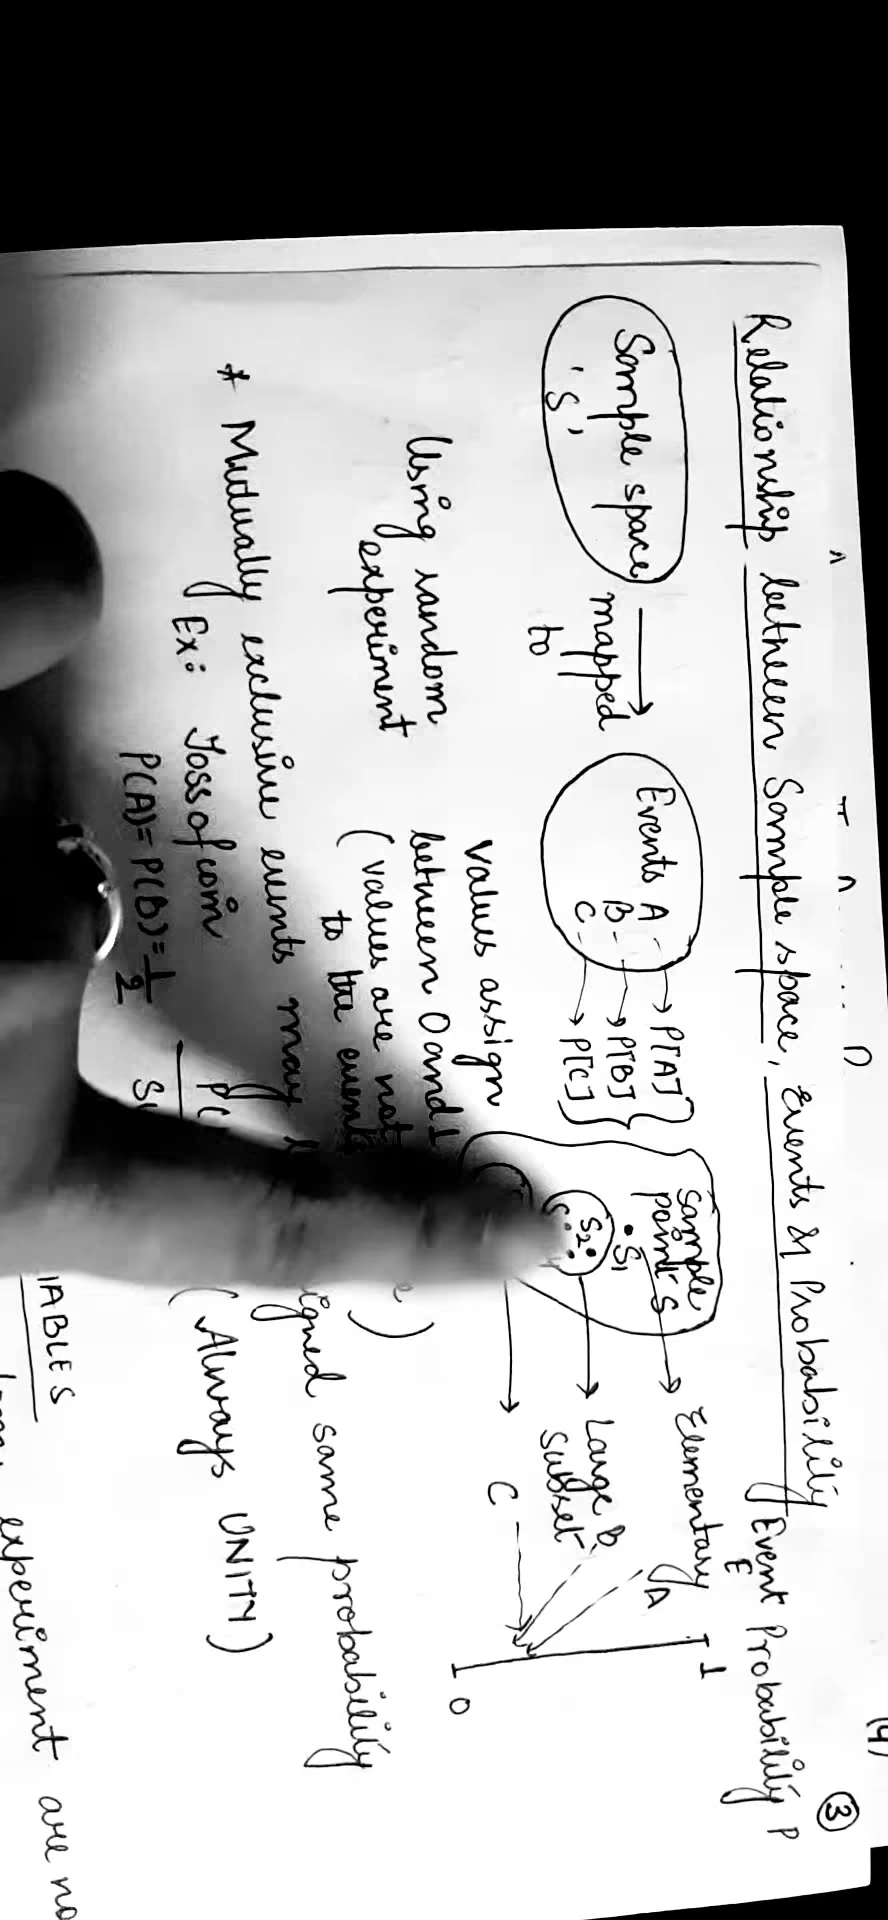 (3)
Relationship between Sample space, Events & Probability
Sample space
'S'
mapped
to
Events A
B
C
P[A]
P[B]
P[C]
Sample
points S
S1
S2
Elementary
A
Large B
subset
C
Event
E
Probability P
1
0
Using random
experiment
values assign
between 0 and 1
(values are not
to the event
* Mutually exclusive events may
signed same probability
Ex: Toss of coin
P(A)=P(B)=1/2
(Always UNITY)
IABLES
experiment are no